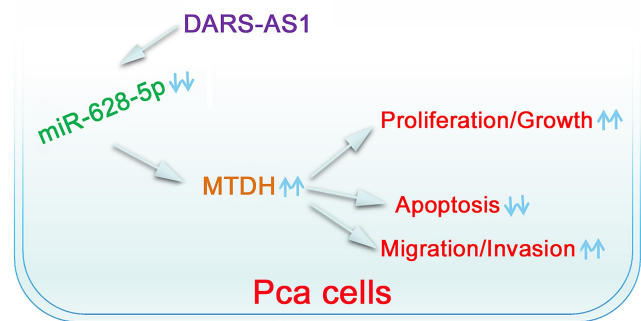 DARS-AS1
miR-628-5p
Proliferation/Growth
MTDH
Apoptosis
Migration/Invasion
Pca cells